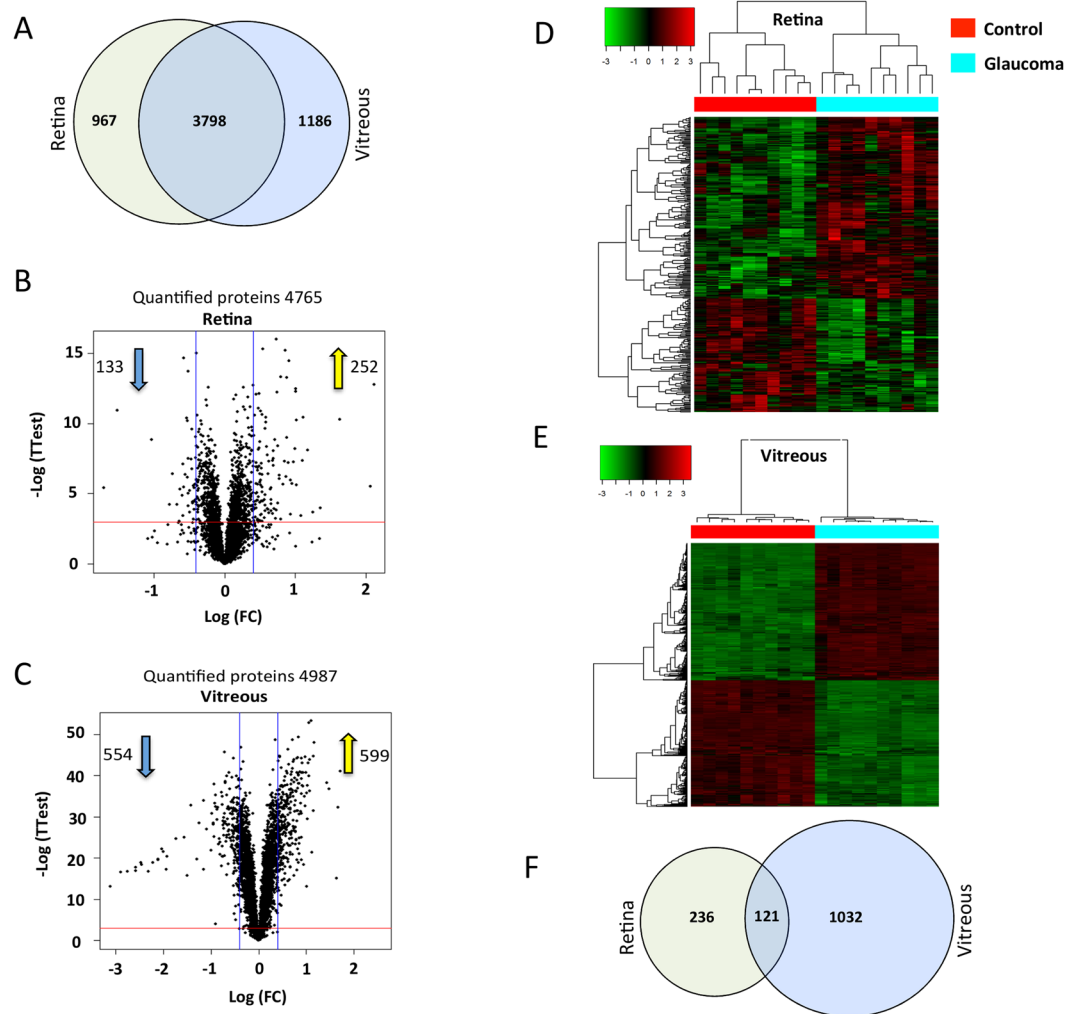 A
Retina
967
3798
1186
Vitreous
B
Quantified proteins 4765
Retina
133
252
15
10
5
0
-Log (TTest)
-1
0
1
2
Log (FC)
C
Quantified proteins 4987
Vitreous
554
599
50
40
30
20
10
0
-Log (TTest)
-3
-2
-1
0
1
2
Log (FC)
D
Retina
-3 -1 0 1 3
Control
Glaucoma
E
Vitreous
-3 -1 0 1 3
F
Retina
236
121
1032
Vitreous